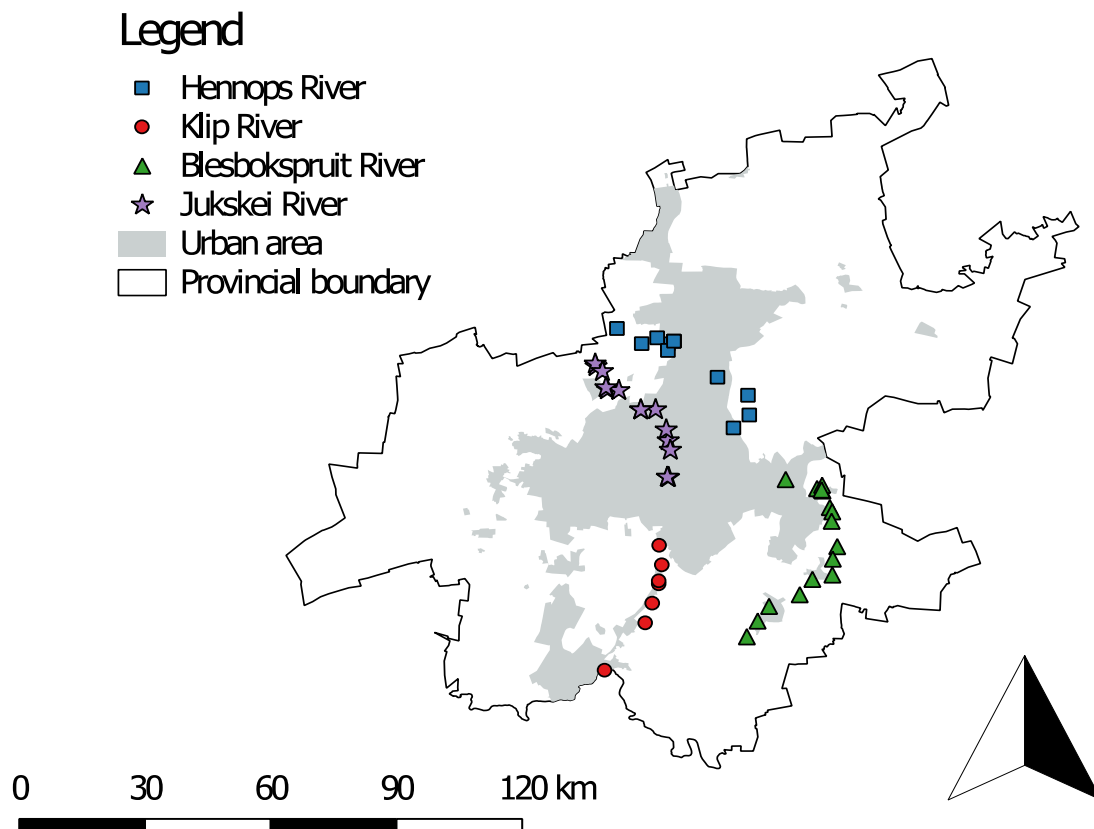 Legend
Hennops River
Klip River
Blesbokspruit River
Jukskei River
Urban area
Provincial boundary
0 30 60 90 120 km